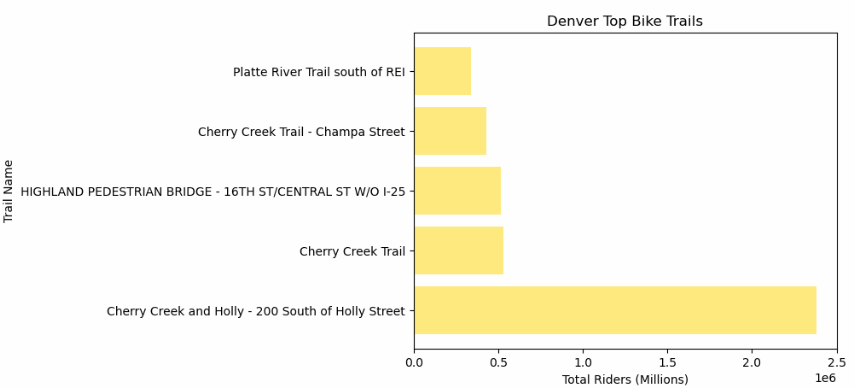 Denver Top Bike Trails
Trail Name
Platte River Trail south of REI
Cherry Creek Trail - Champa Street
HIGHLAND PEDESTRIAN BRIDGE - 16TH ST/CENTRAL ST W/O I-25
Cherry Creek Trail
Cherry Creek and Holly - 200 South of Holly Street
0.0 0.5 1.0 1.5 2.0 2.5
1e6
Total Riders (Millions)